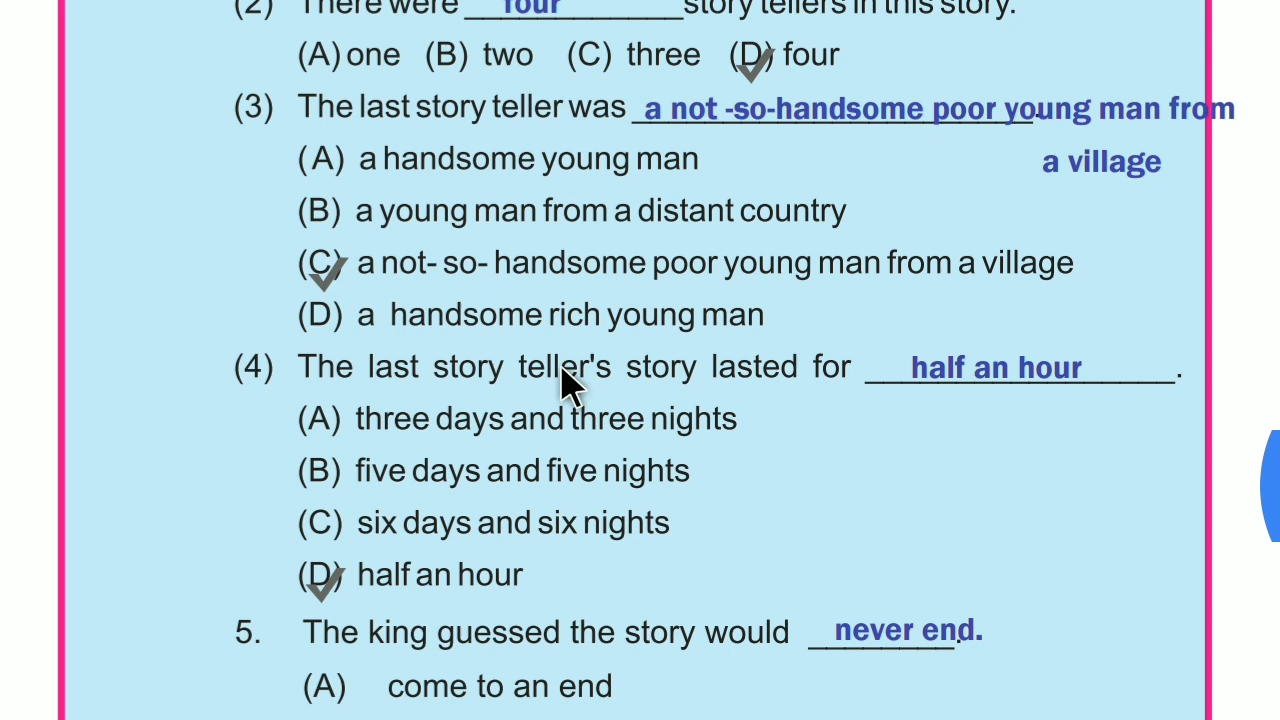 (2) There were four story tellers in this story.
(A) one (B) two (C) three (D) four
(3) The last story teller was a not -so-handsome poor young man from
(A) a handsome young man a village
(B) a young man from a distant country
(C) a not- so- handsome poor young man from a village
(D) a handsome rich young man
(4) The last story teller's story lasted for half an hour.
(A) three days and three nights
(B) five days and five nights
(C) six days and six nights
(D) half an hour
5. The king guessed the story would never end.
(A) come to an end